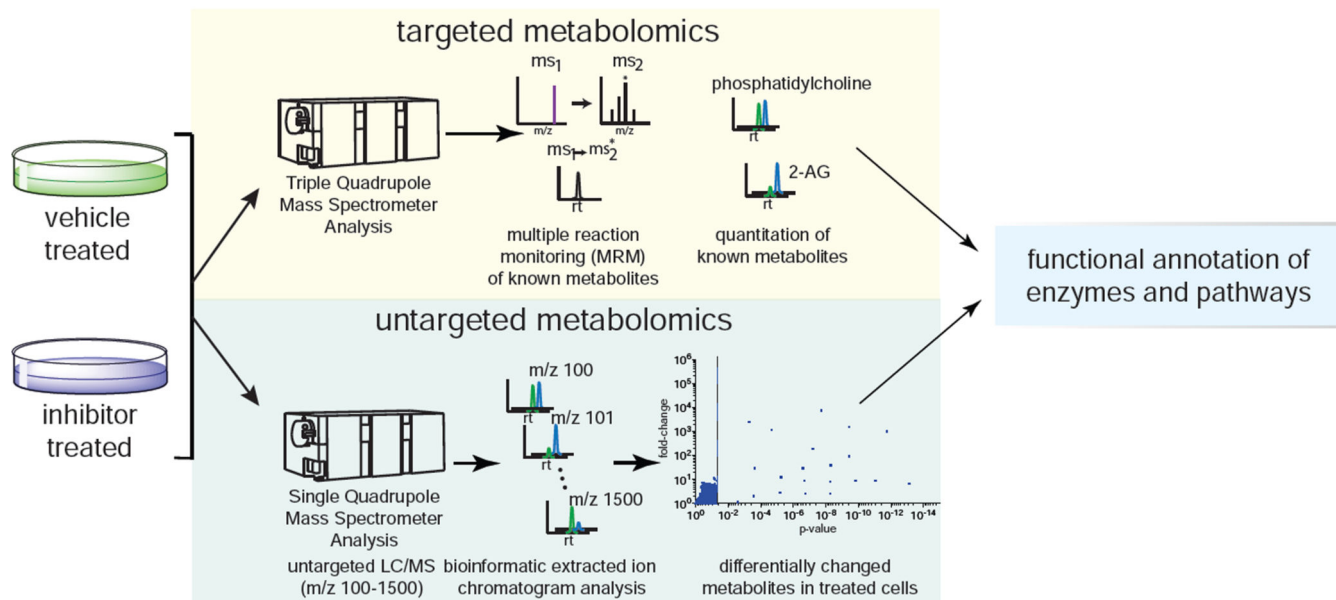 targeted metabolomics
vehicle
treated
inhibitor
treated
Triple Quadrupole
Mass Spectrometer
Analysis
ms1
ms2
*
m/z
m/z
ms1→ms2*
rt
multiple reaction
monitoring (MRM)
of known metabolites
phosphatidylcholine
rt
2-AG
rt
quantitation of
known metabolites
untargeted metabolomics
Single Quadrupole
Mass Spectrometer
Analysis
untargeted LC/MS
(m/z 100-1500)
m/z 100
rt
m/z 101
rt
m/z 1500
rt
bioinformatic extracted ion
chromatogram analysis
fold-change
10^6
10^5
10^4
10^3
10^2
10^1
10^0
10^0 10^-2 10^-4 10^-6 10^-8 10^-10 10^-12 10^-14
p-value
differentially changed
metabolites in treated cells
functional annotation of
enzymes and pathways